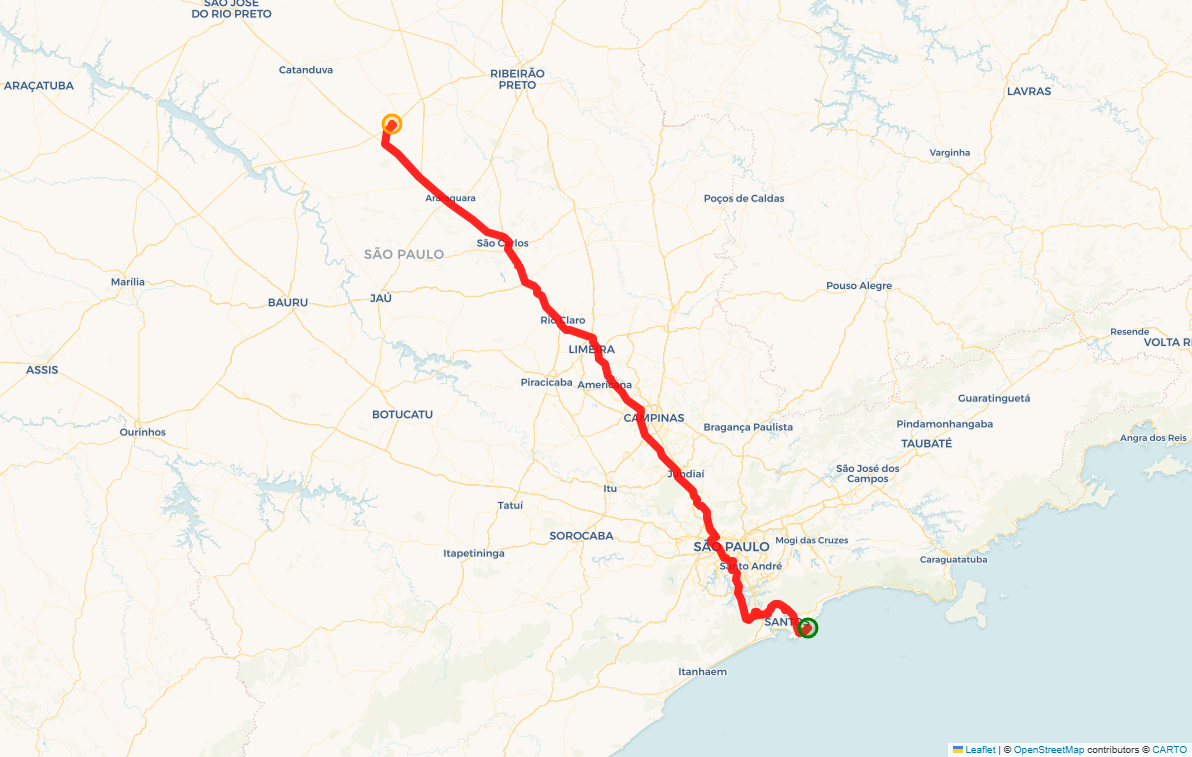 SÃO JOSÉ
DO RIO PRETO
Catanduva
RIBEIRÃO
PRETO
ARAÇATUBA
LAVRAS
Varginha
Araraquara
Poços de Caldas
São Carlos
SÃO PAULO
Marília
Pouso Alegre
BAURU
JAÚ
Rio Claro
Resende
VOLTA RE
LIMEIRA
ASSIS
Piracicaba
Americana
Guaratinguetá
BOTUCATU
CAMPINAS
Pindamonhangaba
Ourinhos
Bragança Paulista
TAUBATÉ
Angra dos Reis
Jundiaí
São José dos
Campos
Itu
Tatuí
SOROCABA
Mogi das Cruzes
SÃO PAULO
Itapetininga
Caraguatatuba
Santo André
SANTOS
Itanhaem
Leaflet | © OpenStreetMap contributors © CARTO